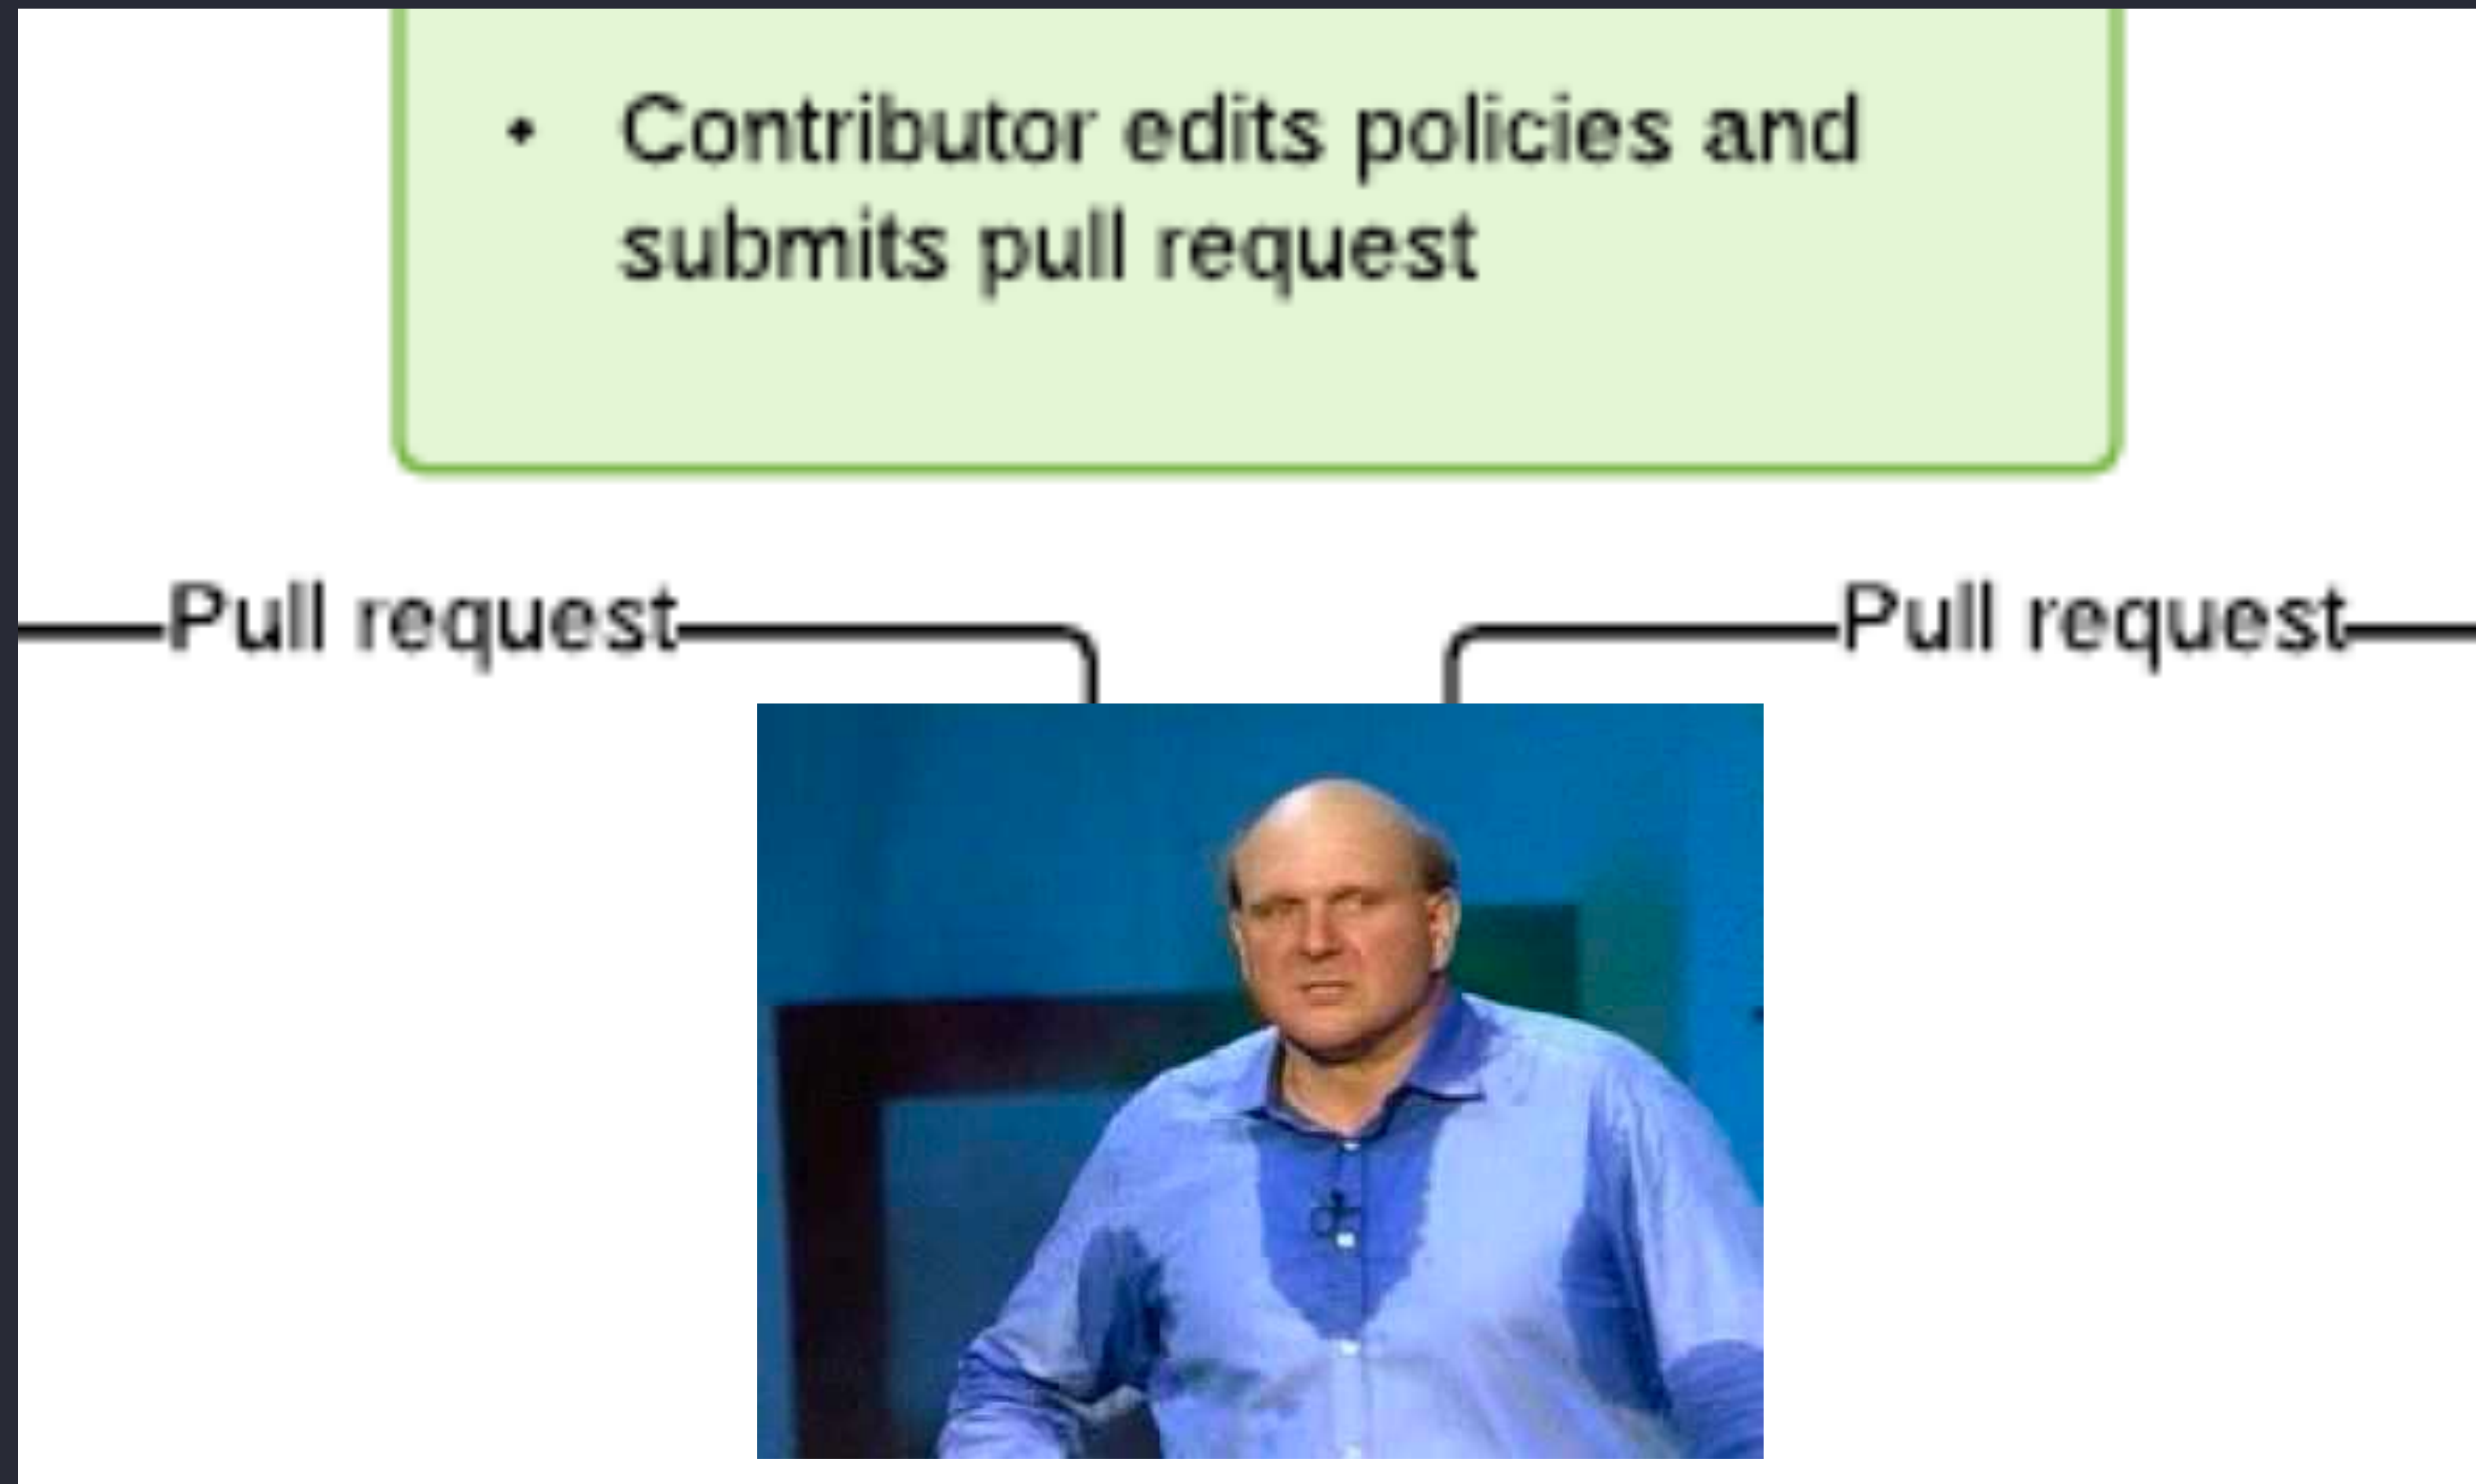 • Contributor edits policies and
submits pull request
Pull request
Pull request